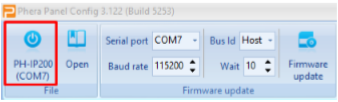 Phera Panel Config 3.122 (Build 5253)
Serial port COM7 Bus Id Host
PH-IP200 (COM7) Open Baud rate 115200 Wait 10 Firmware update
File Firmware update